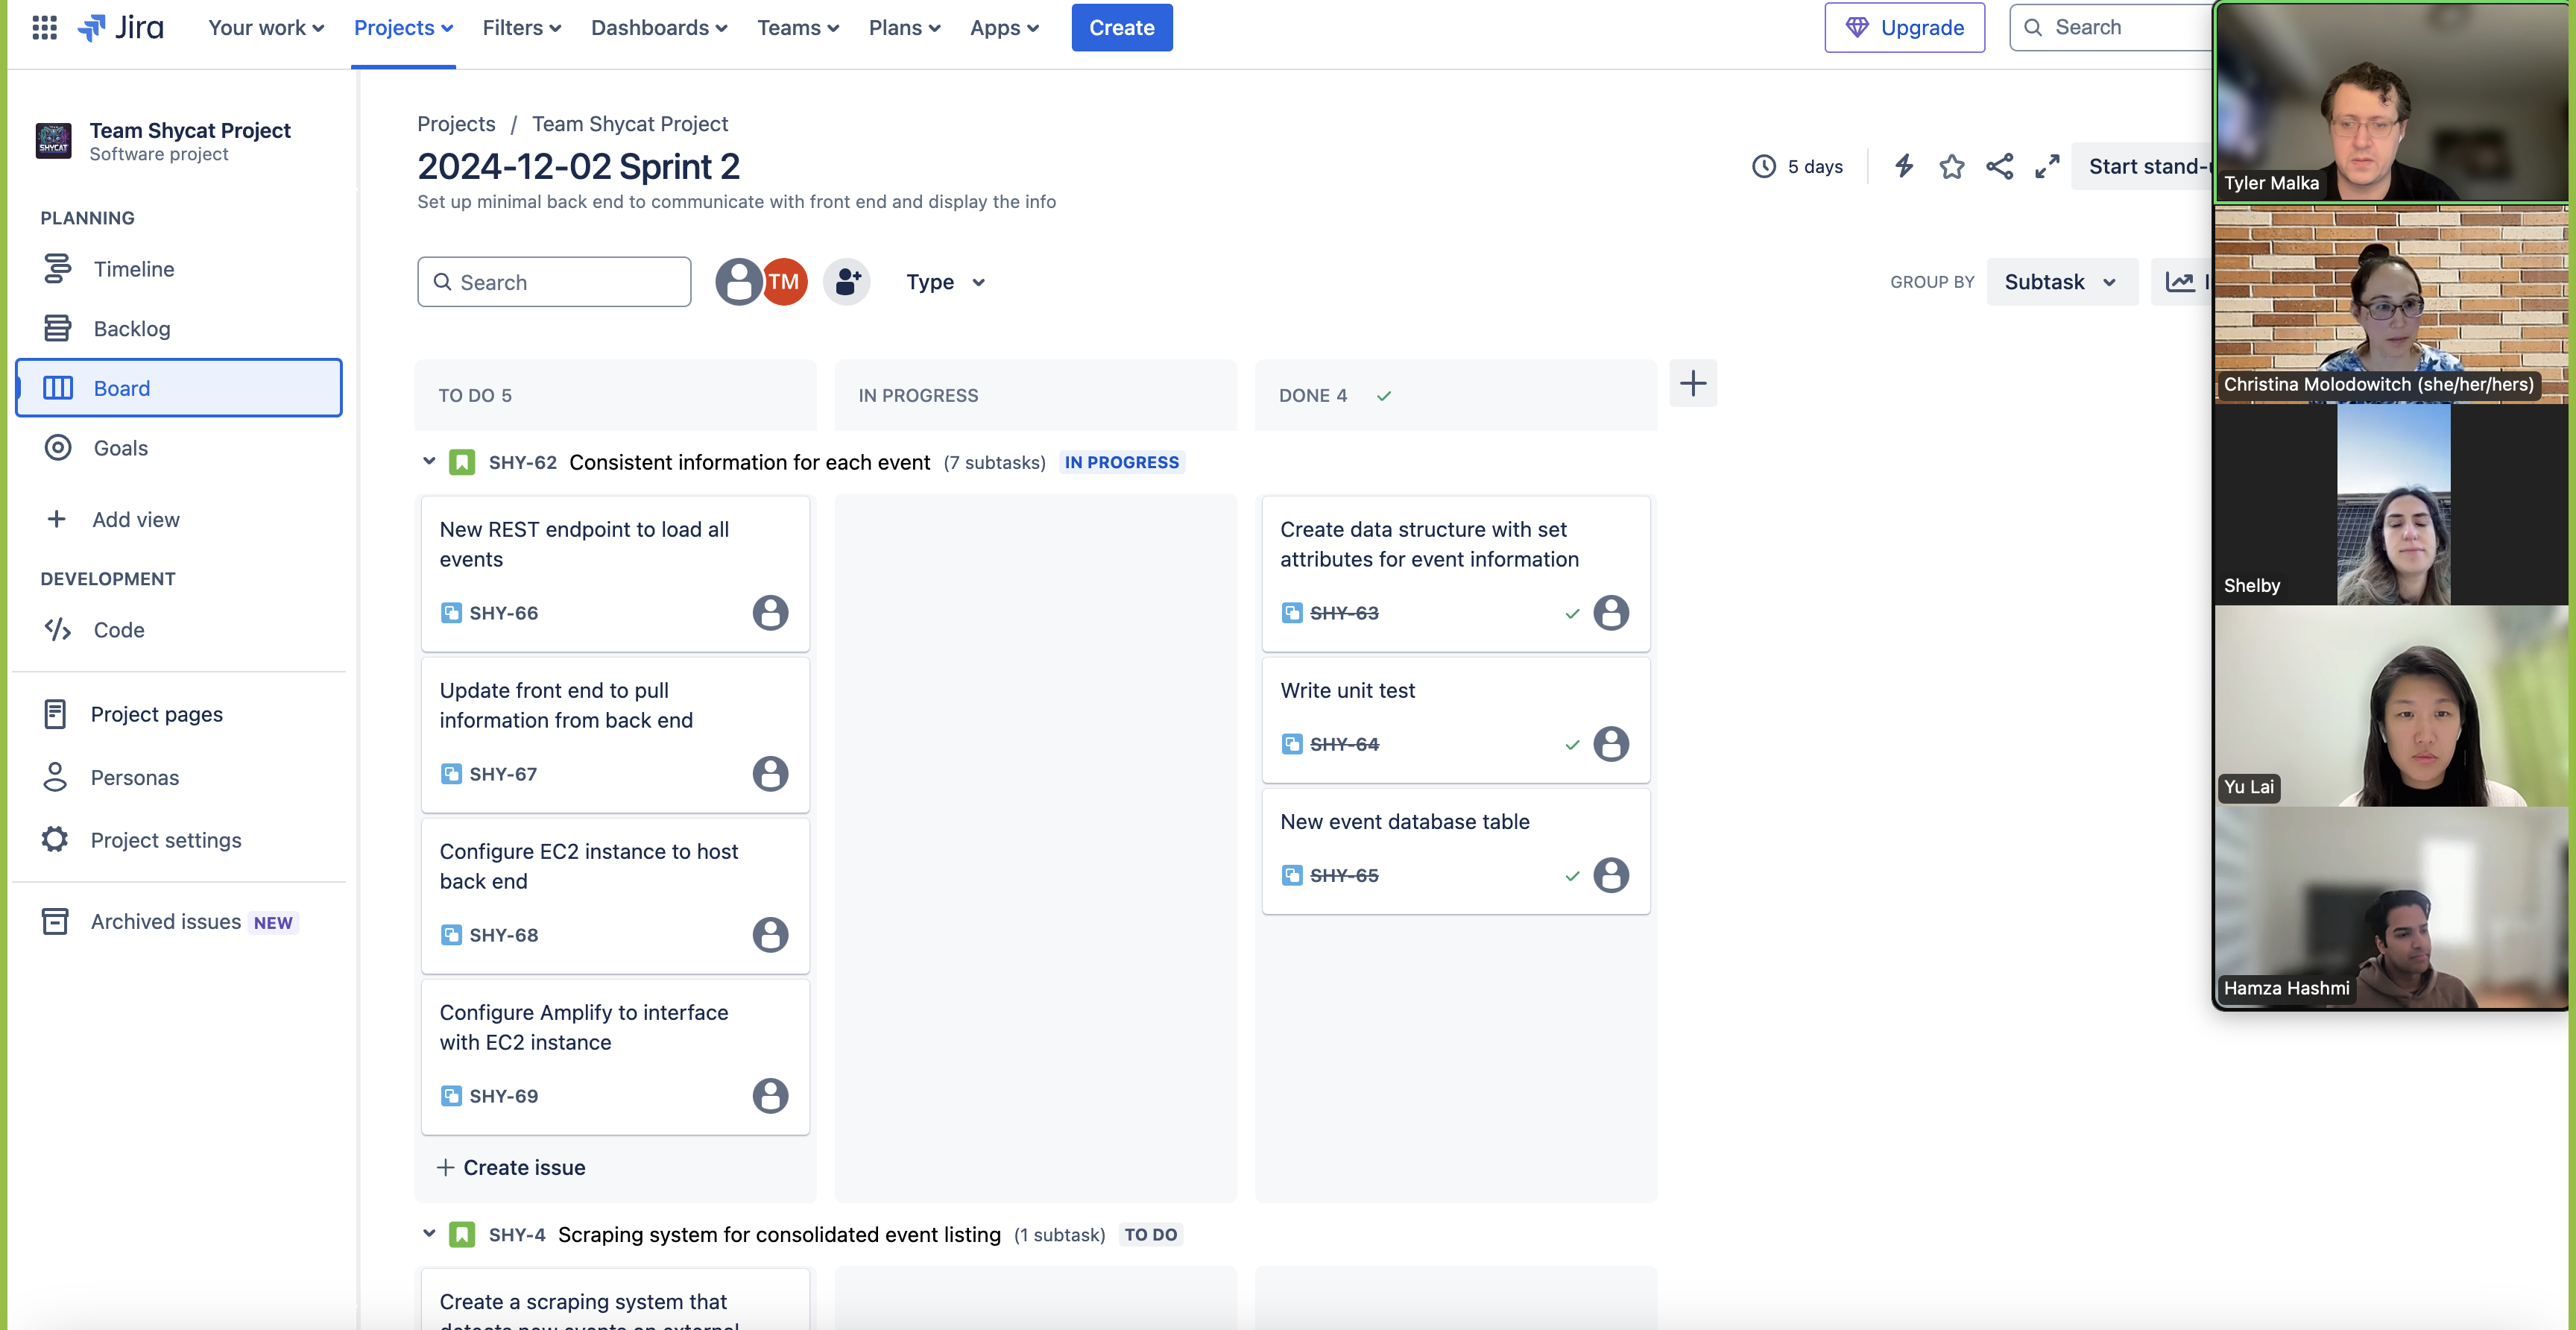 Jira
Your work
Projects
Filters
Dashboards
Teams
Plans
Apps
Create
Upgrade
Search
Team Shycat Project
Software project
SHYCAT
PLANNING
Timeline
Backlog
Board
Goals
Add view
DEVELOPMENT
Code
Project pages
Personas
Project settings
Archived issues NEW
Projects / Team Shycat Project
2024-12-02 Sprint 2
Set up minimal back end to communicate with front end and display the info
5 days
Start stand-
Search
TM
Type
GROUP BY
Subtask
TO DO 5
IN PROGRESS
DONE 4
SHY-62 Consistent information for each event (7 subtasks) IN PROGRESS
New REST endpoint to load all
events
SHY-66
Update front end to pull
information from back end
SHY-67
Configure EC2 instance to host
back end
SHY-68
Configure Amplify to interface
with EC2 instance
SHY-69
Create issue
Create data structure with set
attributes for event information
SHY-63
Write unit test
SHY-64
New event database table
SHY-65
SHY-4 Scraping system for consolidated event listing (1 subtask) TO DO
Create a scraping system that
detects new events on external
Tyler Malka
Christina Molodowitch (she/her/hers)
Shelby
Yu Lai
Hamza Hashmi